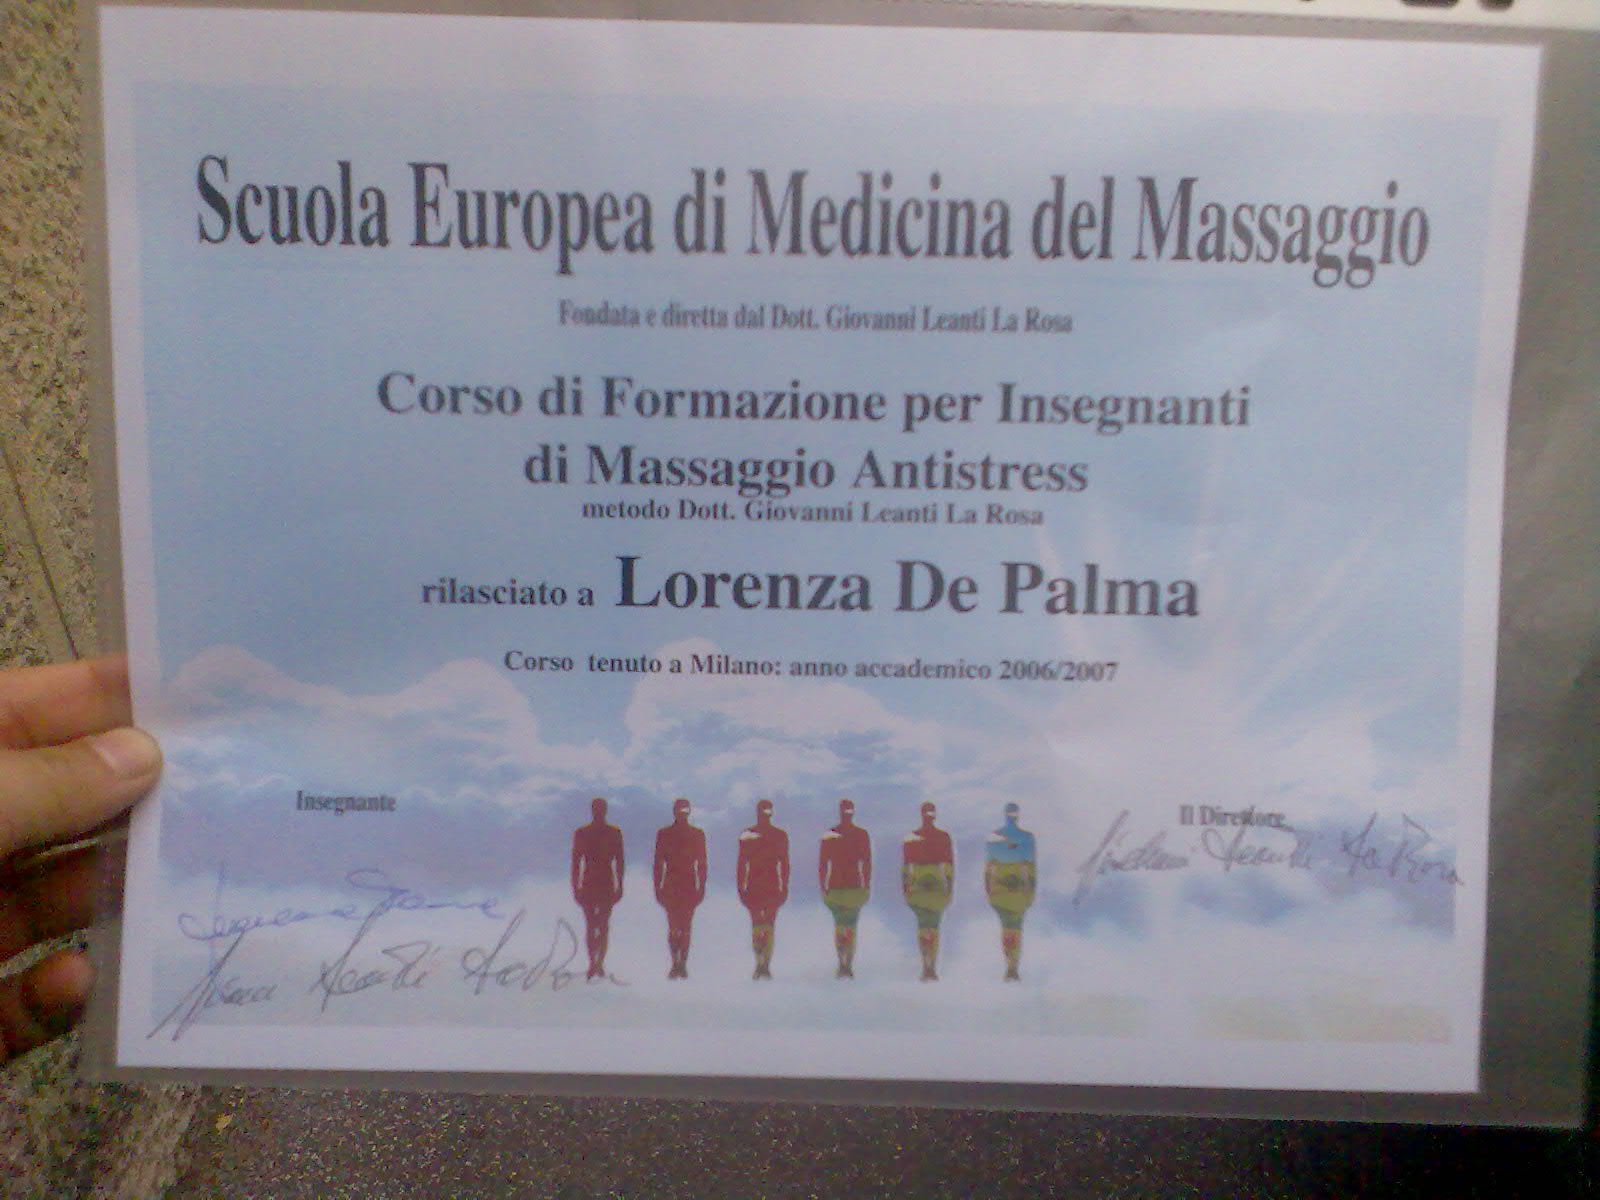 Scuola Europea di Medicina del Massaggio
Fondata e diretta dal Dott. Giovanni Leanti La Rosa
Corso di Formazione per Insegnanti
di Massaggio Antistress
metodo Dott. Giovanni Leanti La Rosa
rilasciato a Lorenza De Palma
Corso tenuto a Milano: anno accademico 2006/2007
Insegnante
Il Direttore